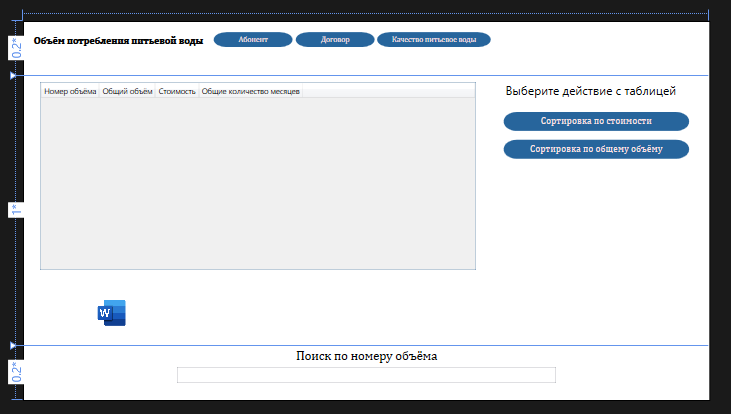 Объём потребления питьевой воды
Абонент
Договор
Качество питьевое воды
0.2*
Номер объёма Общий объём Стоимость Общие количество месяцев
Выберите действие с таблицей
Сортировка по стоимости
Сортировка по общему объёму
1*
W
Поиск по номеру объёма
0.2*